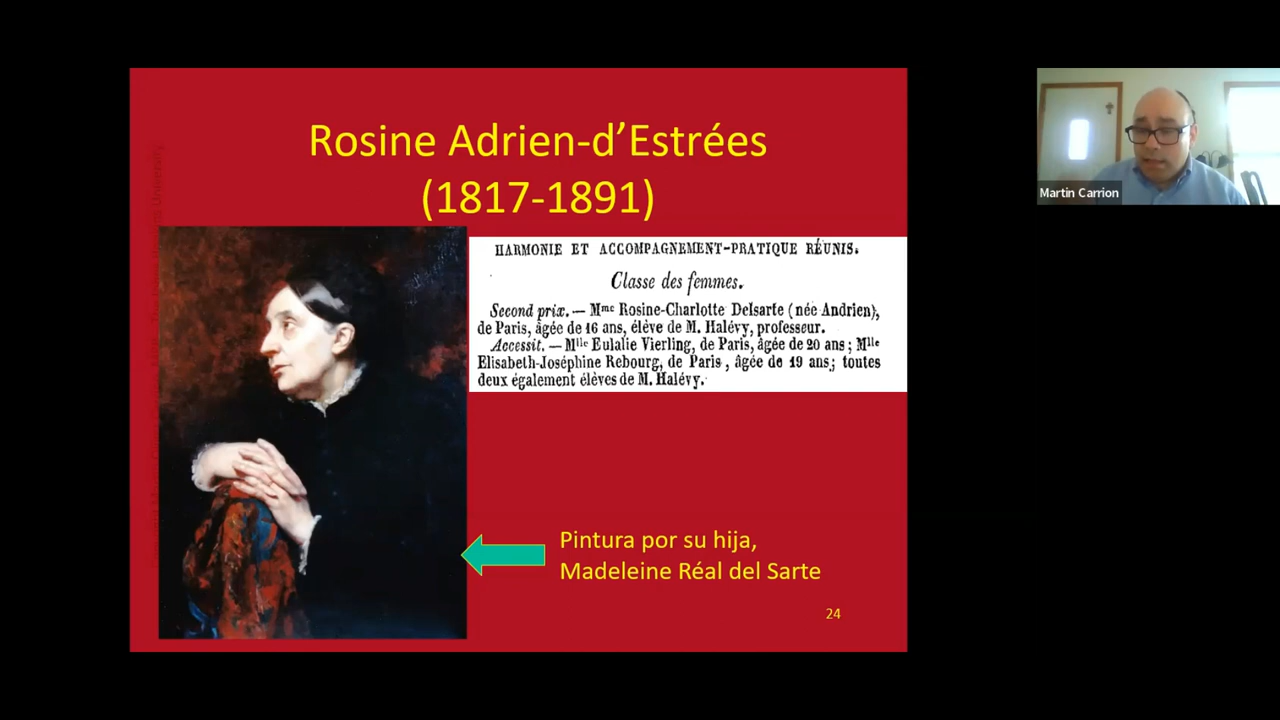 Rosine Adrien-d’Estrées
(1817-1891)
HARMONIE ET ACCOMPAGNEMENT-PRATIQUE RÉUNIS.
Classe des femmes.
Second prix. — Mme Rosine-Charlotte Delsarte (née Andrien),
de Paris, âgée de 16 ans, élève de M. Halévy, professeur.
Accessit. — Mlle Eulalie Vierling, de Paris, âgée de 20 ans ; Mlle
Elisabeth-Joséphine Rebourg, de Paris, âgée de 19 ans; toutes
deux également élèves de M. Halévy.
Pintura por su hija,
Madeleine Réal del Sarte
24
Martin Carrion